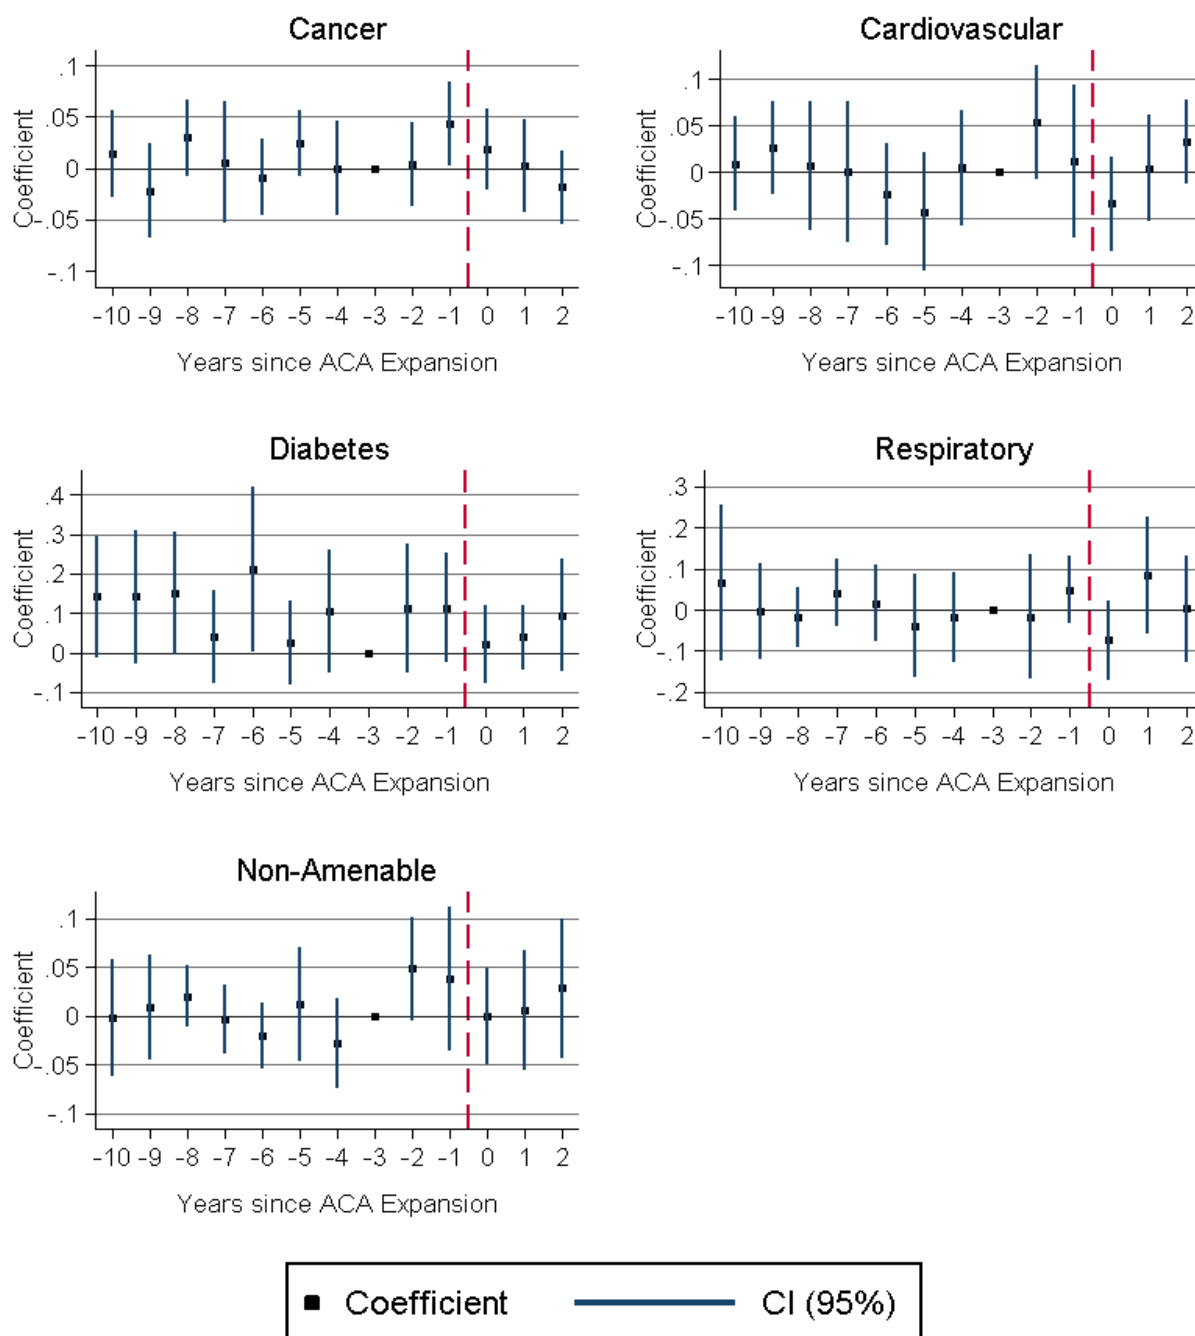 Cancer
Coefficient
.1
.05
0
-.05
-.1
-10 -9 -8 -7 -6 -5 -4 -3 -2 -1 0 1 2
Years since ACA Expansion
Cardiovascular
Coefficient
.1
.05
0
-.05
-.1
-10 -9 -8 -7 -6 -5 -4 -3 -2 -1 0 1 2
Years since ACA Expansion
Diabetes
Coefficient
.4
.3
.2
.1
0
-.1
-10 -9 -8 -7 -6 -5 -4 -3 -2 -1 0 1 2
Years since ACA Expansion
Respiratory
Coefficient
.3
.2
.1
0
-.1
-.2
-10 -9 -8 -7 -6 -5 -4 -3 -2 -1 0 1 2
Years since ACA Expansion
Non-Amenable
Coefficient
.1
.05
0
-.05
-.1
-10 -9 -8 -7 -6 -5 -4 -3 -2 -1 0 1 2
Years since ACA Expansion
Coefficient CI (95%)